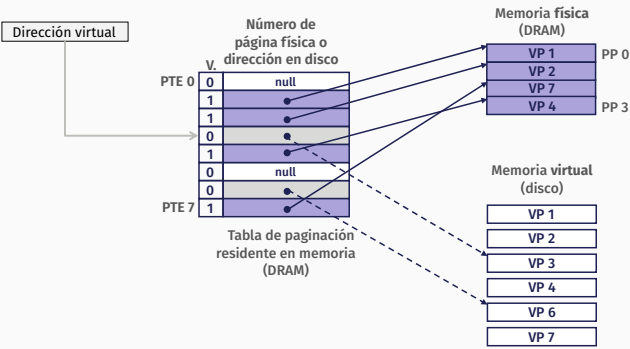 Dirección virtual
Número de
página física o
dirección en disco
V.
PTE 0
0
null
1
1
0
1
0
null
0
PTE 7
1
Tabla de paginación
residente en memoria
(DRAM)
Memoria física
(DRAM)
VP 1
PP 0
VP 2
VP 7
VP 4
PP 3
Memoria virtual
(disco)
VP 1
VP 2
VP 3
VP 4
VP 6
VP 7